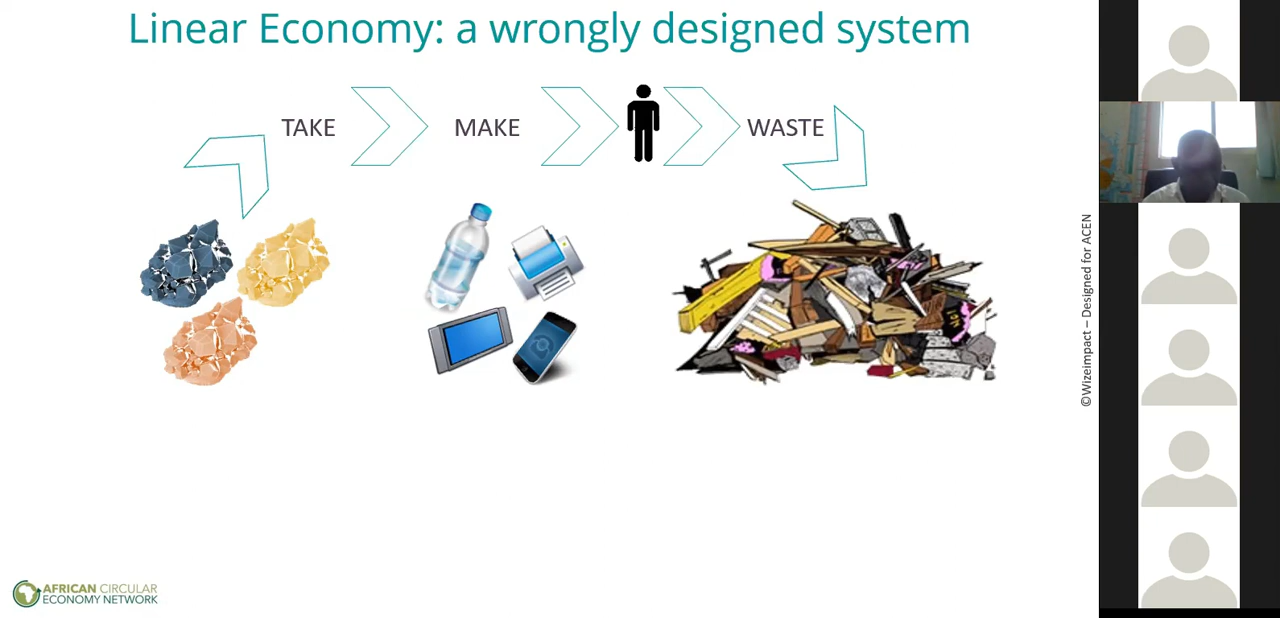 Linear Economy: a wrongly designed system
TAKE
MAKE
WASTE
©Wizeimpact – Designed for ACEN
AFRICAN CIRCULAR
ECONOMY NETWORK